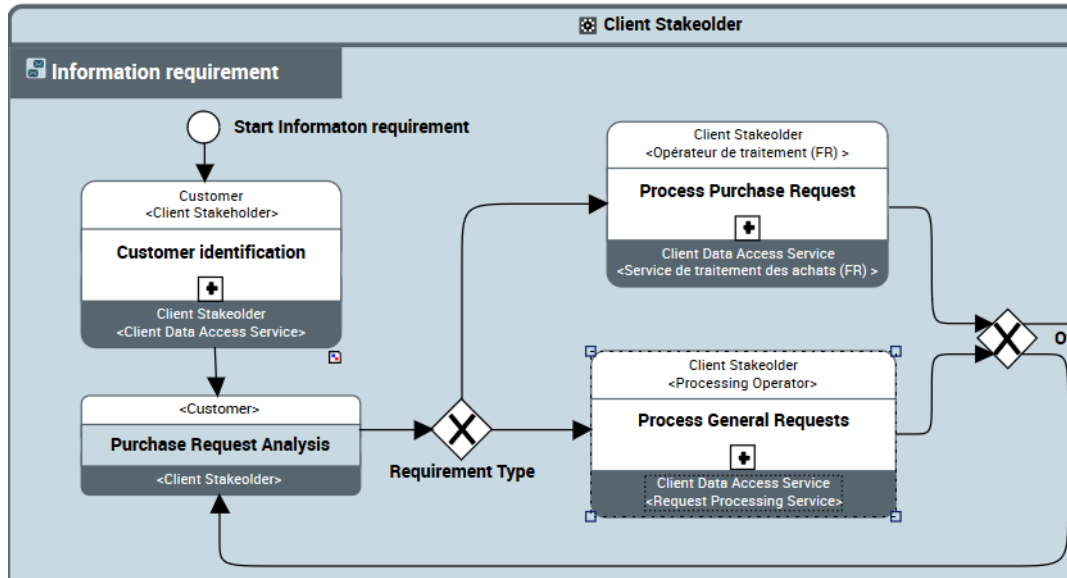 Client Stakeolder
Information requirement
Start Informaton requirement
Customer
<Client Stakeholder>
Customer identification
Client Stakeolder
<Client Data Access Service>
<Customer>
Purchase Request Analysis
<Client Stakeolder>
Requirement Type
Client Stakeolder
<Opérateur de traitement (FR) >
Process Purchase Request
Client Data Access Service
<Service de traitement des achats (FR) >
Client Stakeolder
<Processing Operator>
Process General Requests
Client Data Access Service
<Request Processing Service>